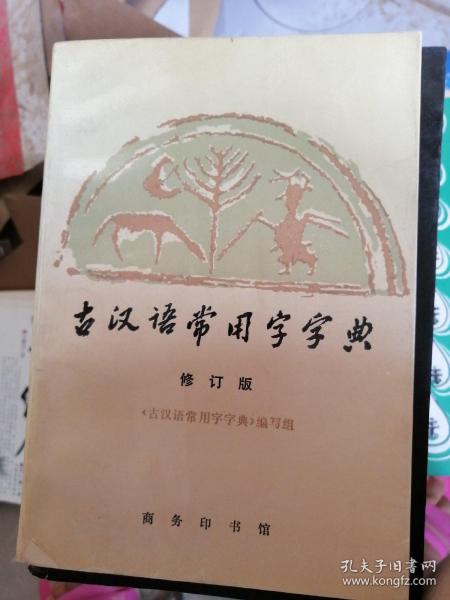 古汉语常用字字典
修订版
《古汉语常用字字典》编写组
商务印书馆
孔夫子旧书网
www.kongfz.com